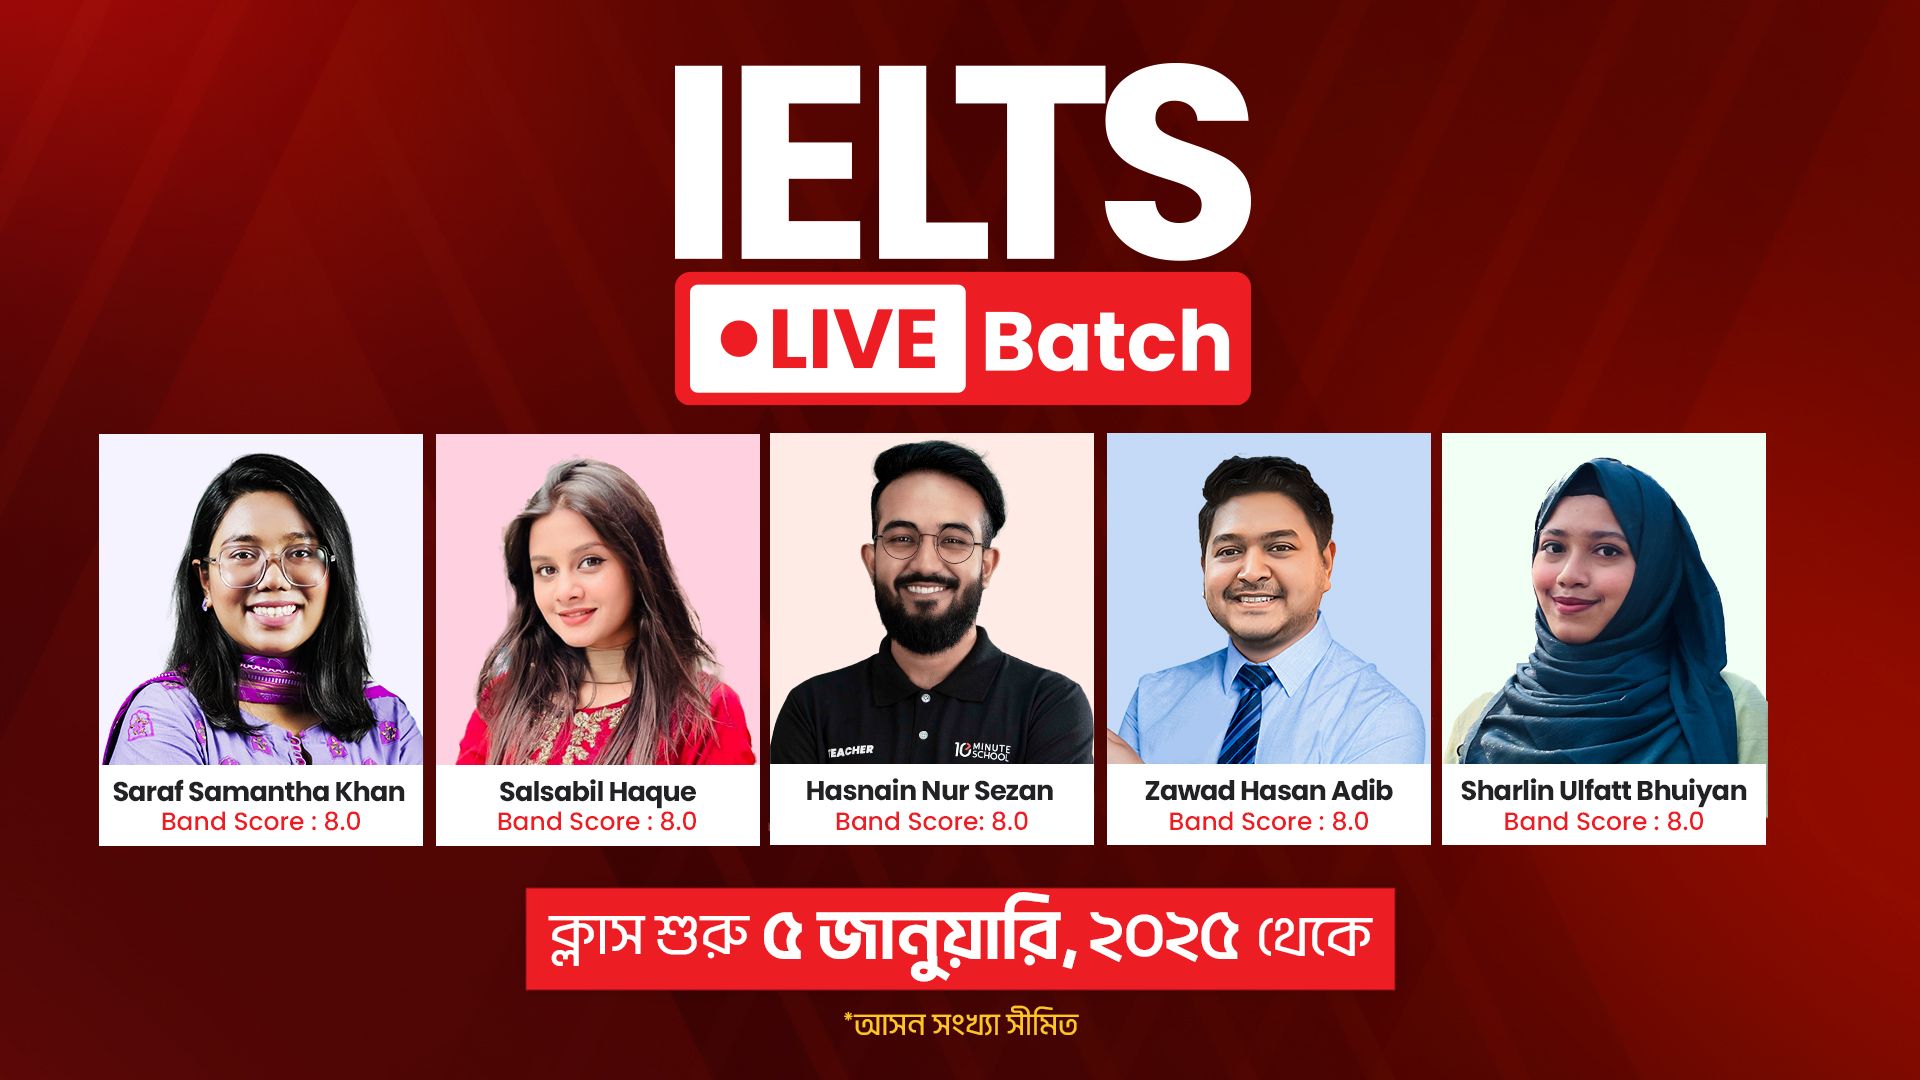 IELTS
LIVE Batch
TEACHER
10 MINUTE SCHOOL
Saraf Samantha Khan
Band Score : 8.0
Salsabil Haque
Band Score : 8.0
Hasnain Nur Sezan
Band Score: 8.0
Zawad Hasan Adib
Band Score : 8.0
Sharlin Ulfatt Bhuiyan
Band Score : 8.0
ক্লাস শুরু ৫ জানুয়ারি, ২০২৫ থেকে
*আসন সংখ্যা সীমিত